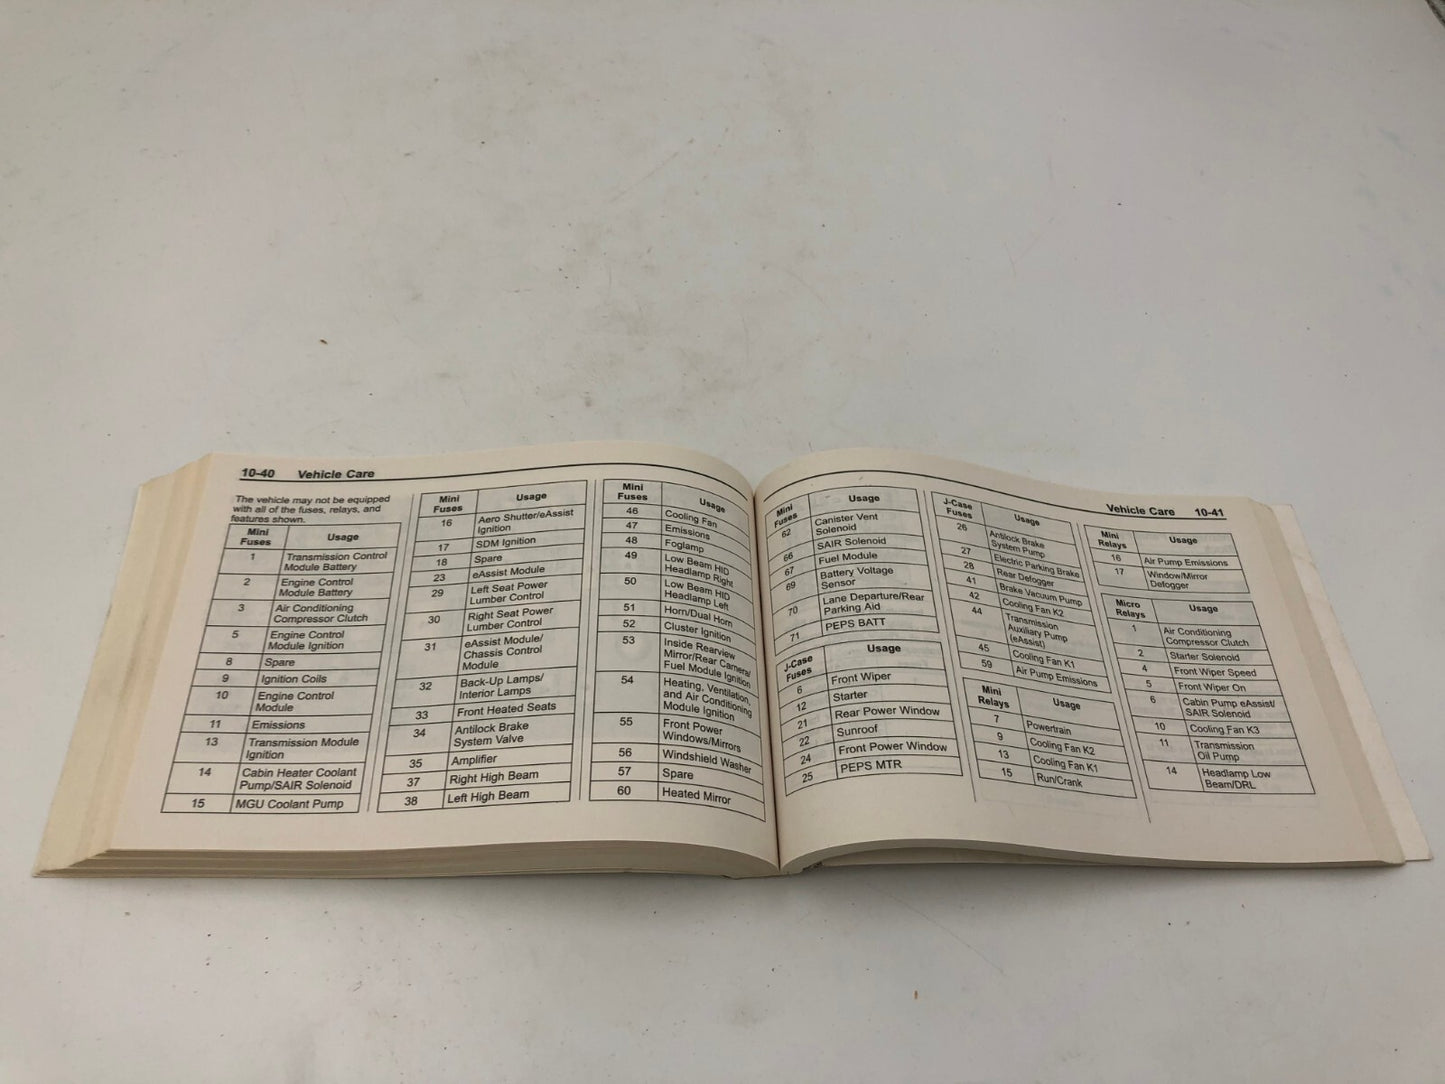 10-40 Vehicle Care
The vehicle may not be equipped
with all of the fuses, relays, and
features shown.
Mini Fuses Usage
1 Transmission Control
Module Battery
2 Engine Control
Module Battery
3 Air Conditioning
Compressor Clutch
5 Engine Control
Module Ignition
8 Spare
9 Ignition Coils
10 Engine Control
Module
11 Emissions
13 Transmission Module
Ignition
14 Cabin Heater Coolant
Pump/SAIR Solenoid
15 MGU Coolant Pump
Mini Fuses Usage
16 Aero Shutter/eAssist
Ignition
17 SDM Ignition
18 Spare
23 eAssist Module
29 Left Seat Power
Lumber Control
30 Right Seat Power
Lumber Control
31 eAssist Module/
Chassis Control
Module
32 Back-Up Lamps/
Interior Lamps
33 Front Heated Seats
34 Antilock Brake
System Valve
35 Amplifier
37 Right High Beam
38 Left High Beam
Mini Fuses Usage
46 Cooling Fan
47 Emissions
48 Foglamp
49 Low Beam HID
Headlamp Right
50 Low Beam HID
Headlamp Left
51 Horn/Dual Horn
52 Cluster Ignition
53 Inside Rearview
Mirror/Rear Camera/
Fuel Module Ignition
54 Heating, Ventilation,
and Air Conditioning
Module Ignition
55 Front Power
Windows/Mirrors
56 Windshield Washer
57 Spare
60 Heated Mirror
Vehicle Care 10-41
Mini Fuses Usage
62 Canister Vent
Solenoid
66 SAIR Solenoid
67 Fuel Module
69 Battery Voltage
Sensor
70 Lane Departure/Rear
Parking Aid
71 PEPS BATT
J-Case Fuses Usage
6 Front Wiper
12 Starter
21 Rear Power Window
22 Sunroof
24 Front Power Window
25 PEPS MTR
J-Case Fuses Usage
26 Antilock Brake
System Pump
27 Electric Parking Brake
28 Rear Defogger
41 Brake Vacuum Pump
42 Cooling Fan K2
44 Transmission
Auxiliary Pump
(eAssist)
45 Cooling Fan K1
59 Air Pump Emissions
Mini Relays Usage
7 Powertrain
9 Cooling Fan K2
13 Cooling Fan K1
15 Run/Crank
Mini Relays Usage
16 Air Pump Emissions
17 Window/Mirror
Defogger
Micro Relays Usage
1 Air Conditioning
Compressor Clutch
2 Starter Solenoid
4 Front Wiper Speed
5 Front Wiper On
6 Cabin Pump eAssist/
SAIR Solenoid
10 Cooling Fan K3
11 Transmission
Oil Pump
14 Headlamp Low
Beam/DRL